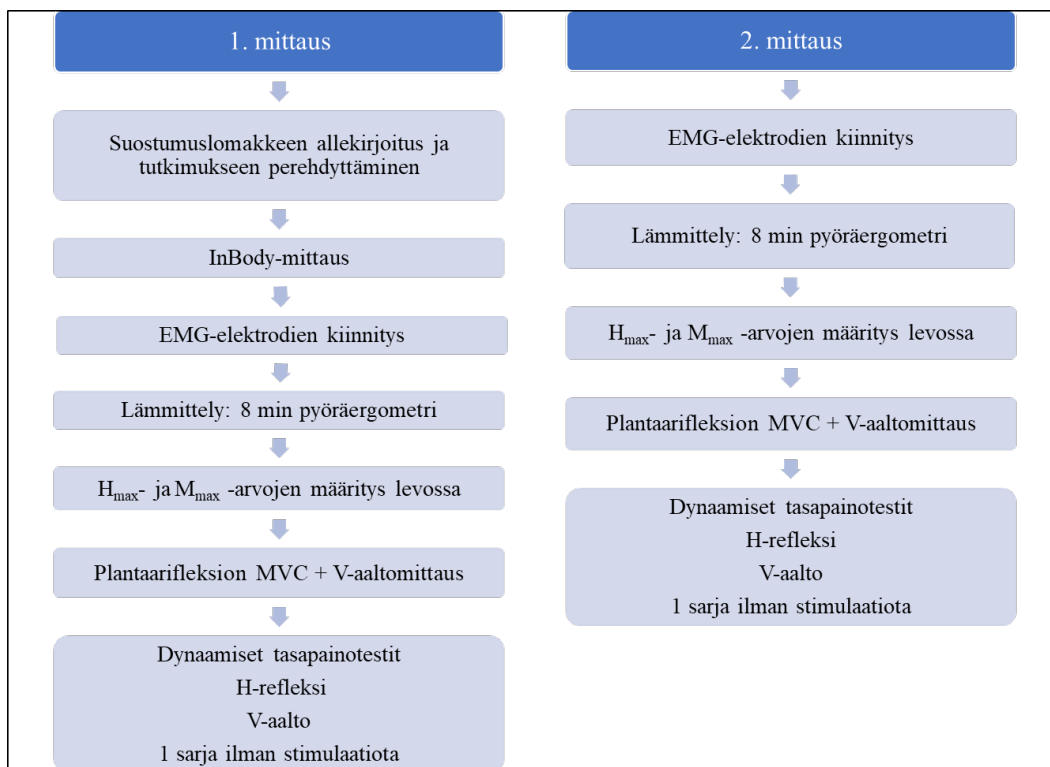 1. mittaus
Suostumuslomakkeen allekirjoitus ja
tutkimukseen perehdyttäminen
InBody-mittaus
EMG-elektrodien kiinnitys
Lämmittely: 8 min pyöräergometri
Hmax- ja Mmax -arvojen määritys levossa
Plantaarifleksion MVC + V-aaltomittaus
Dynaamiset tasapainotestit
H-refleksi
V-aalto
1 sarja ilman stimulaatiota
2. mittaus
EMG-elektrodien kiinnitys
Lämmittely: 8 min pyöräergometri
Hmax- ja Mmax -arvojen määritys levossa
Plantaarifleksion MVC + V-aaltomittaus
Dynaamiset tasapainotestit
H-refleksi
V-aalto
1 sarja ilman stimulaatiota